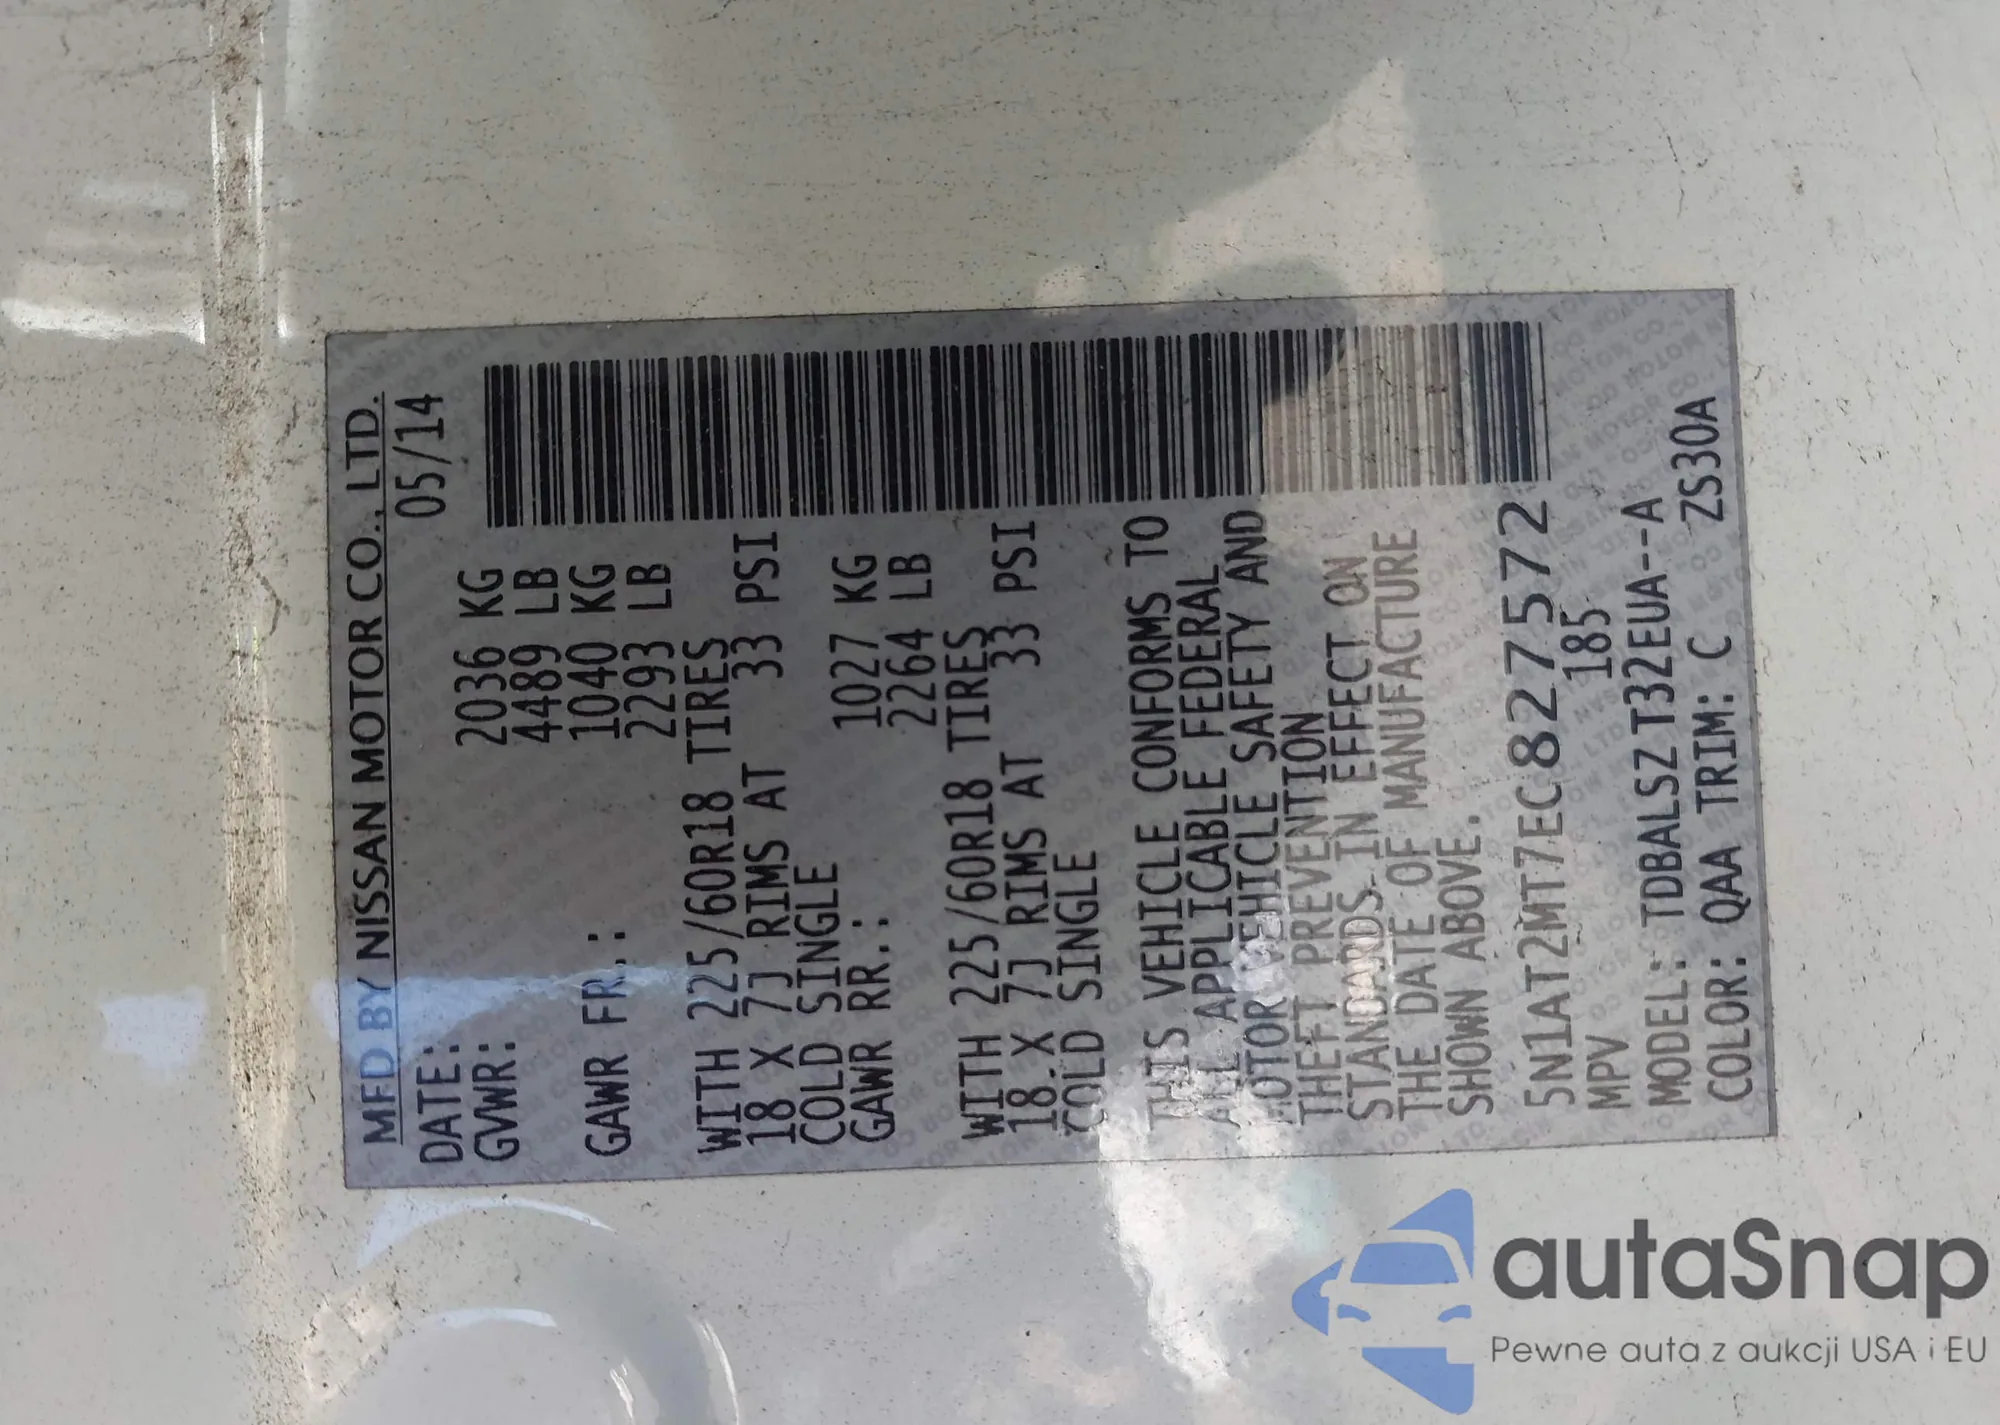 MFD BY NISSAN MOTOR CO., LTD.
DATE: 05/14
GVWR: 2036 KG
4489 LB
GAWR FR.: 1040 KG
2293 LB
WITH 225/60R18 TIRES
18 X 7J RIMS AT 33 PSI
COLD SINGLE
GAWR RR.: 1027 KG
2264 LB
WITH 225/60R18 TIRES
18 X 7J RIMS AT 33 PSI
COLD SINGLE
THIS VEHICLE CONFORMS TO
ALL APPLICABLE FEDERAL
MOTOR VEHICLE SAFETY AND
THEFT PREVENTION
STANDARDS IN EFFECT ON
THE DATE OF MANUFACTURE
SHOWN ABOVE.
5N1AT2MT7EC827572
MPV 185
MODEL: TDBALSZ T32EUA--A
COLOR: QAA TRIM: C ZS30A
autaSnap
Pewne auta z aukcji USA i EU